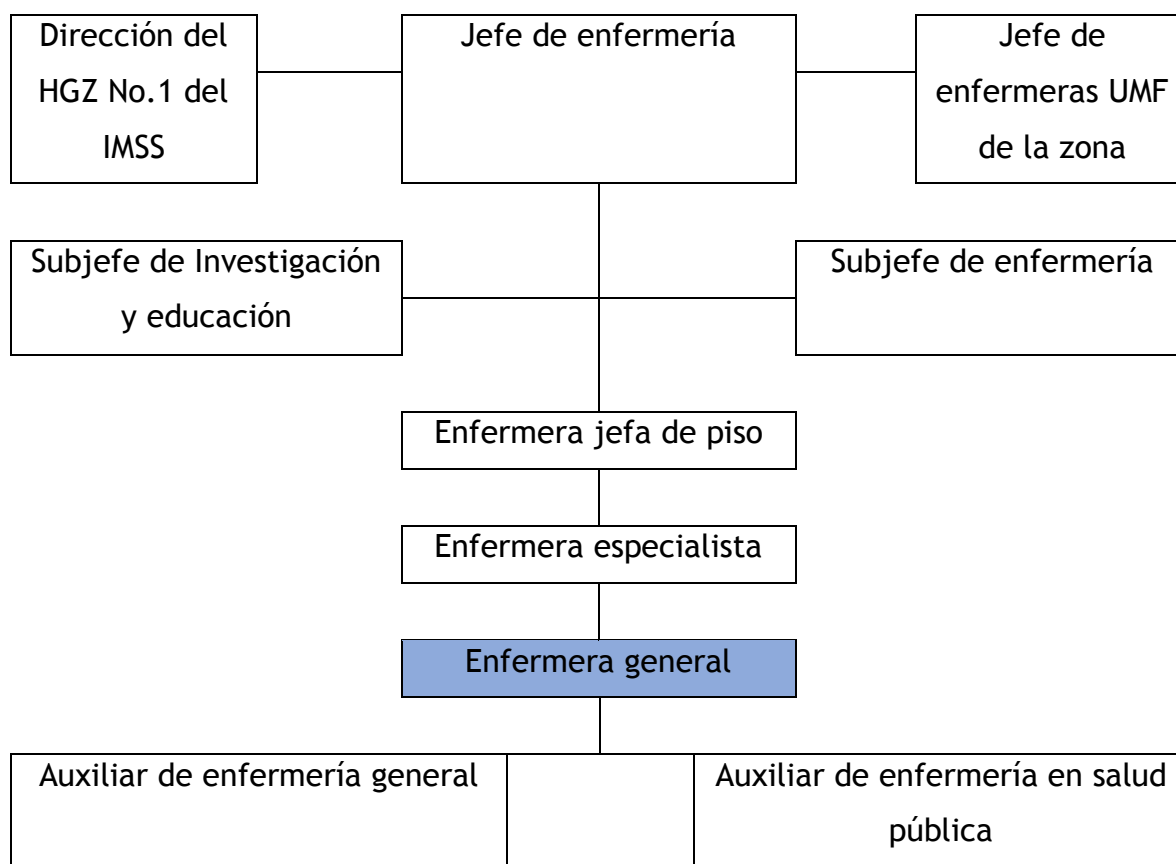 Dirección del
HGZ No.1 del
IMSS
Jefe de enfermería
Jefe de
enfermeras UMF
de la zona
Subjefe de Investigación
y educación
Subjefe de enfermería
Enfermera jefa de piso
Enfermera especialista
Enfermera general
Auxiliar de enfermería general
Auxiliar de enfermería en salud
pública